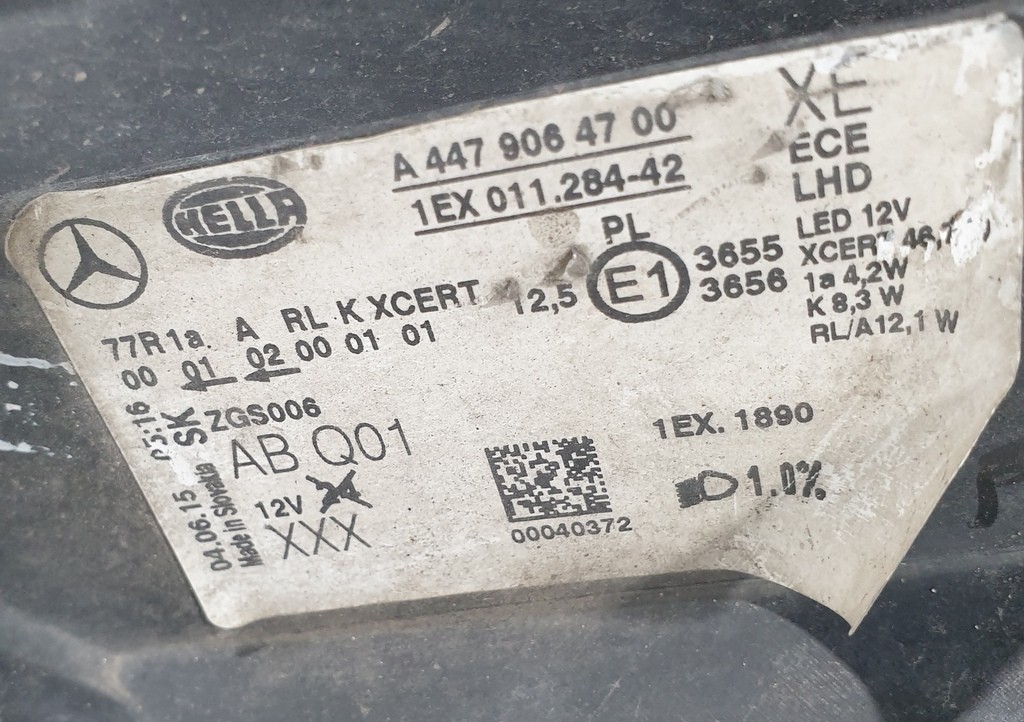 A 447 906 47 00
1EX 011.284-42
XE
ECE
LHD
HELLA
PL
E1
3655
3656
LED 12V
XCERT
1a 4,2W
K 8,3 W
RL/A12,1 W
77R1a. A RL K XCERT 12,5
00 01 02 00 01 01
SK ZGS006
AB Q01
12V
XXX
04.06.15
Made in Slovakia
1EX. 1890
1.0%
00040372